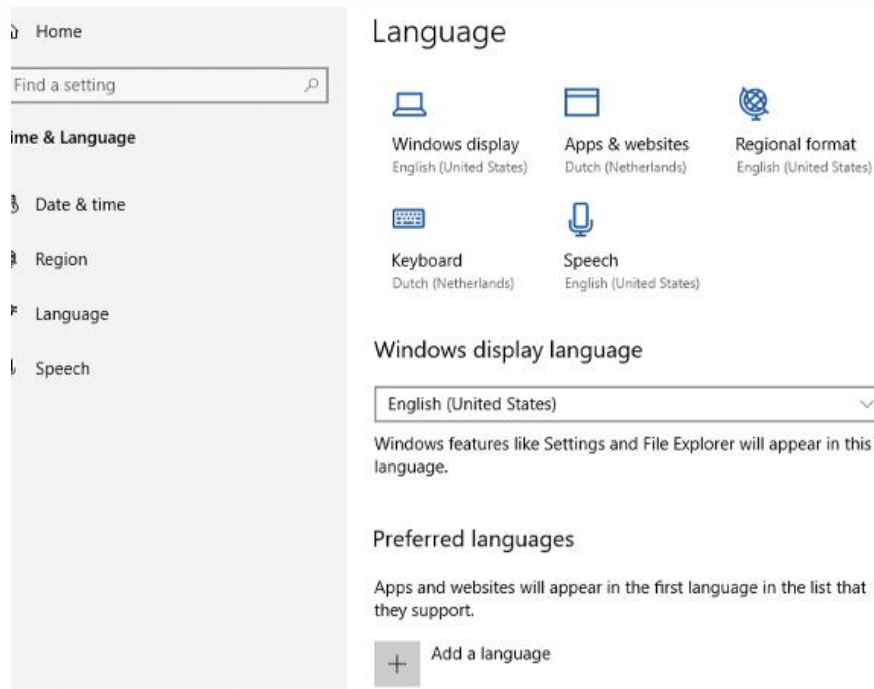 Home
Find a setting
ime & Language
Date & time
Region
Language
Speech
Language
Windows display
English (United States)
Apps & websites
Dutch (Netherlands)
Regional format
English (United States)
Keyboard
Dutch (Netherlands)
Speech
English (United States)
Windows display language
English (United States)
Windows features like Settings and File Explorer will appear in this
language.
Preferred languages
Apps and websites will appear in the first language in the list that
they support.
Add a language